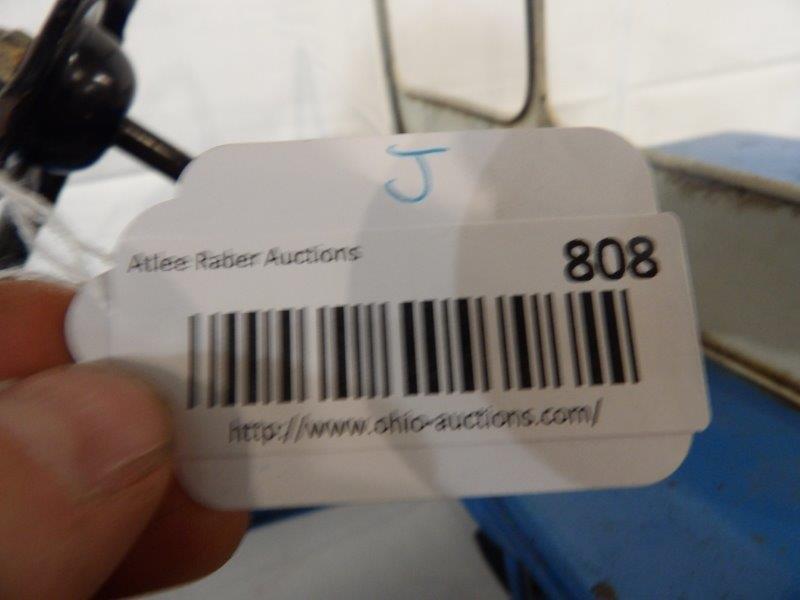 J
Atlee Raber Auctions 808
http://www.ohio-auctions.com/